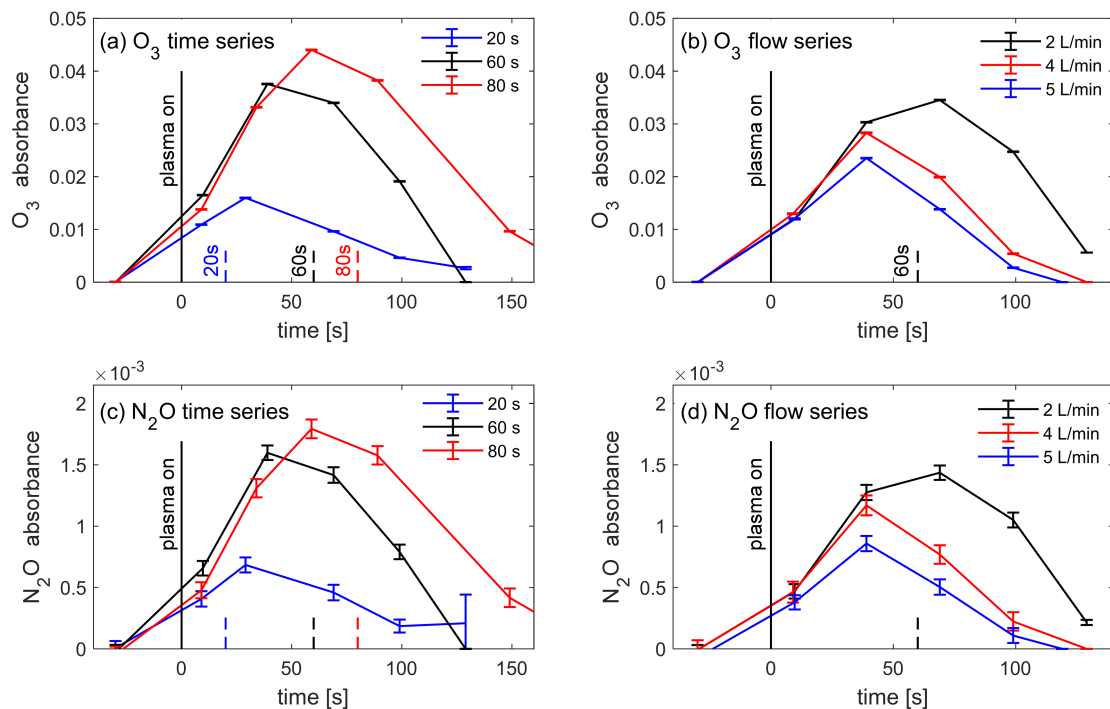 (a) O₃ time series
20 s
60 s
80 s
plasma on
20s
60s
80s
0
0.01
0.02
0.03
0.04
0.05
O₃ absorbance
0
50
100
150
time [s]
(b) O₃ flow series
2 L/min
4 L/min
5 L/min
plasma on
60s
0
0.01
0.02
0.03
0.04
0.05
O₃ absorbance
0
50
100
time [s]
×10⁻³
(c) N₂O time series
20 s
60 s
80 s
plasma on
0
0.5
1
1.5
2
N₂O absorbance
0
50
100
150
time [s]
×10⁻³
(d) N₂O flow series
2 L/min
4 L/min
5 L/min
plasma on
60s
0
0.5
1
1.5
2
N₂O absorbance
0
50
100
time [s]